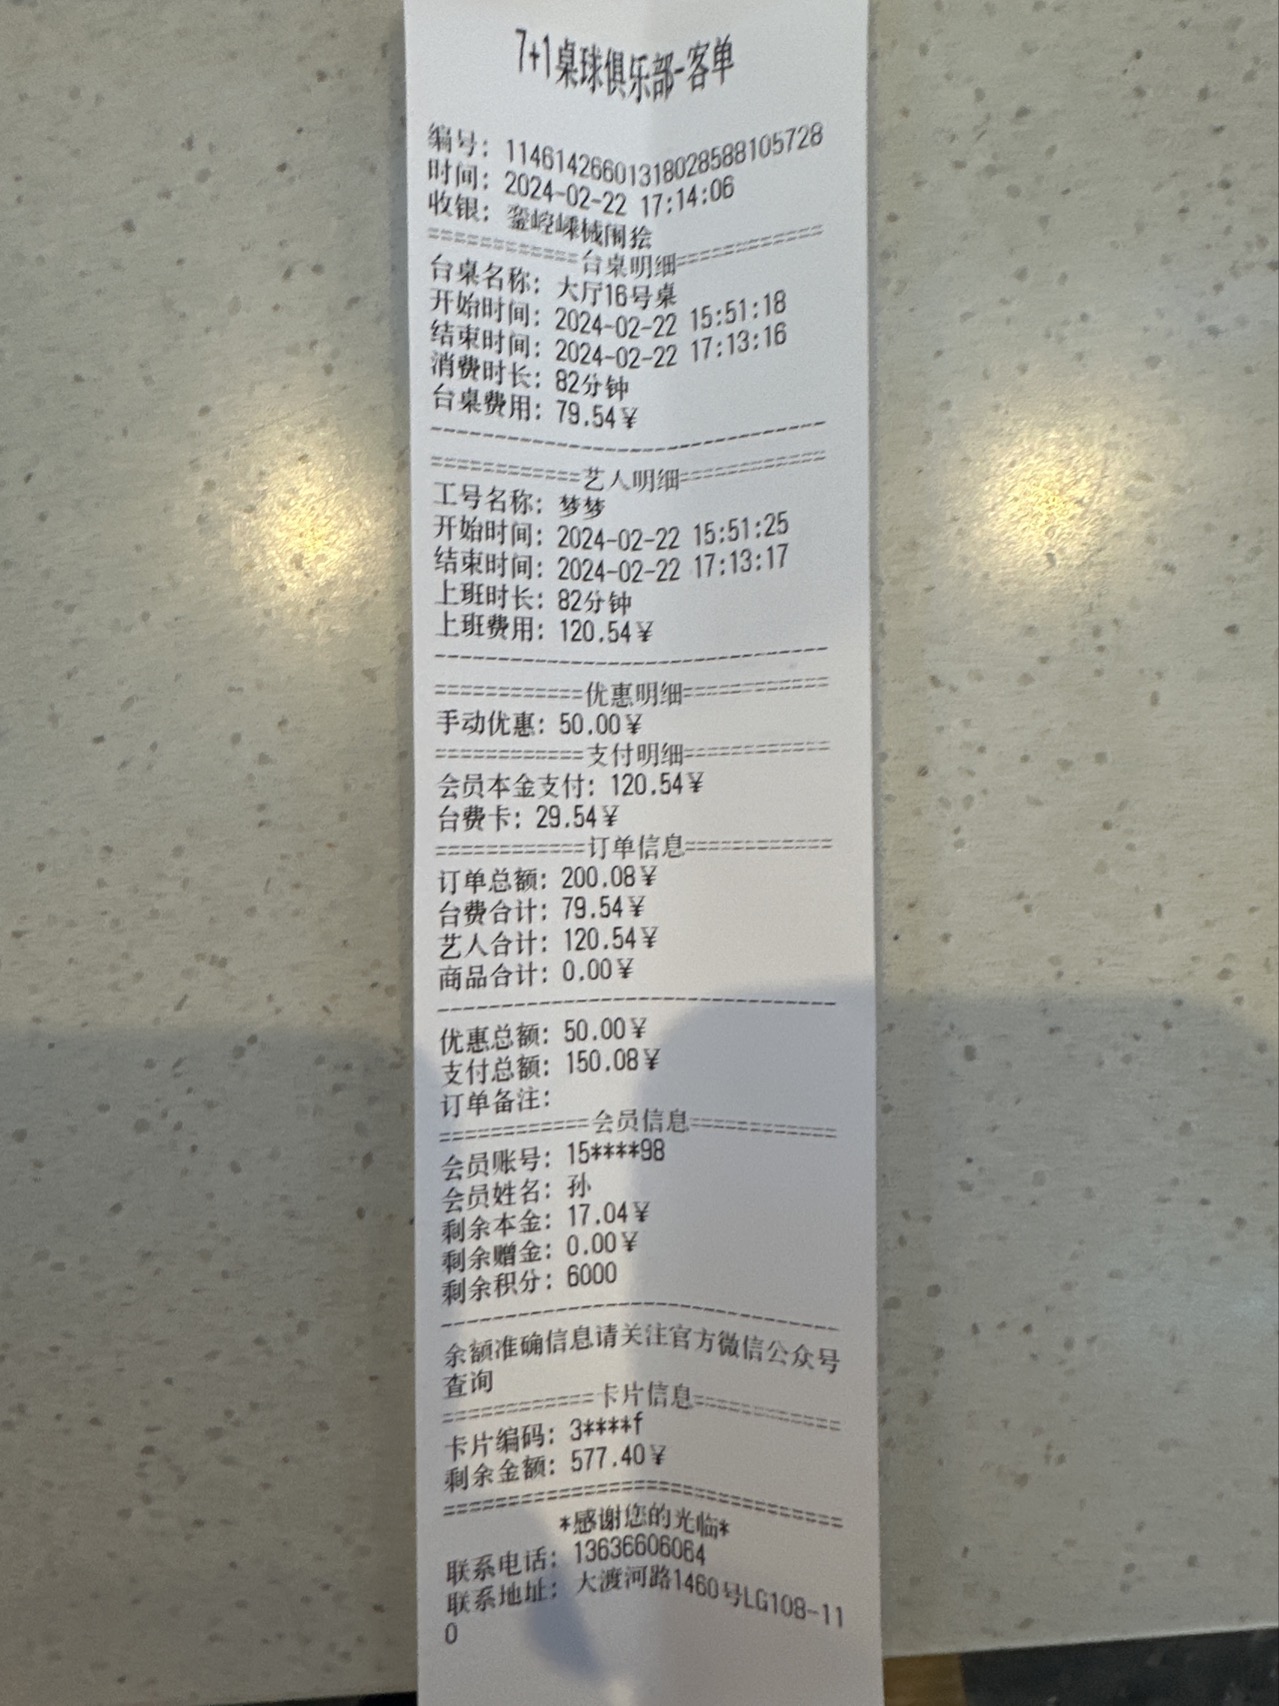 7+1桌球俱乐部-客单
编号: 1146142660131802858810 5728
时间: 2024-02-22 17:14:06
收银: 銮崆嵊械闱狯
===========台桌明细===========
台桌名称: 大厅16号桌
开始时间: 2024-02-22 15:51:18
结束时间: 2024-02-22 17:13:16
消费时长: 82分钟
台桌费用: 79.54¥
--------------------------------
===========艺人明细===========
工号名称: 梦梦
开始时间: 2024-02-22 15:51:25
结束时间: 2024-02-22 17:13:17
上班时长: 82分钟
上班费用: 120.54¥
--------------------------------
===========优惠明细===========
手动优惠: 50.00¥
===========支付明细===========
会员本金支付: 120.54¥
台费卡: 29.54¥
===========订单信息===========
订单总额: 200.08¥
台费合计: 79.54¥
艺人合计: 120.54¥
商品合计: 0.00¥
--------------------------------
优惠总额: 50.00¥
支付总额: 150.08¥
订单备注:
===========会员信息===========
会员账号: 15****98
会员姓名: 孙
剩余本金: 17.04¥
剩余赠金: 0.00¥
剩余积分: 6000
--------------------------------
余额准确信息请关注官方微信公众号
查询
===========卡片信息===========
卡片编码: 3****f
剩余金额: 577.40¥
================================
*感谢您的光临*
联系电话: 13636606064
联系地址: 大渡河路1460号LG108-11
0